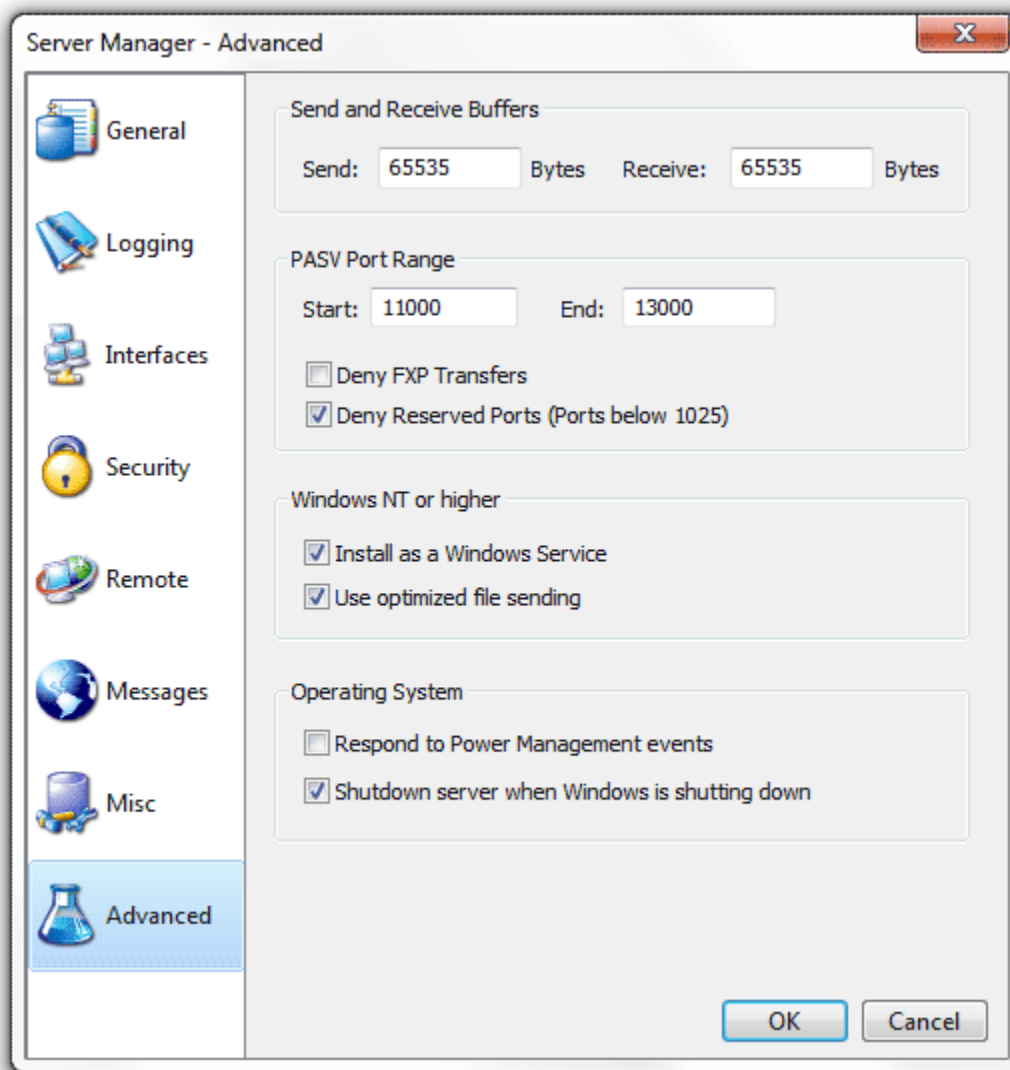 Server Manager - Advanced
General
Logging
Interfaces
Security
Remote
Messages
Misc
Advanced
Send and Receive Buffers
Send: 65535 Bytes Receive: 65535 Bytes
PASV Port Range
Start: 11000 End: 13000
Deny FXP Transfers
Deny Reserved Ports (Ports below 1025)
Windows NT or higher
Install as a Windows Service
Use optimized file sending
Operating System
Respond to Power Management events
Shutdown server when Windows is shutting down
OK Cancel